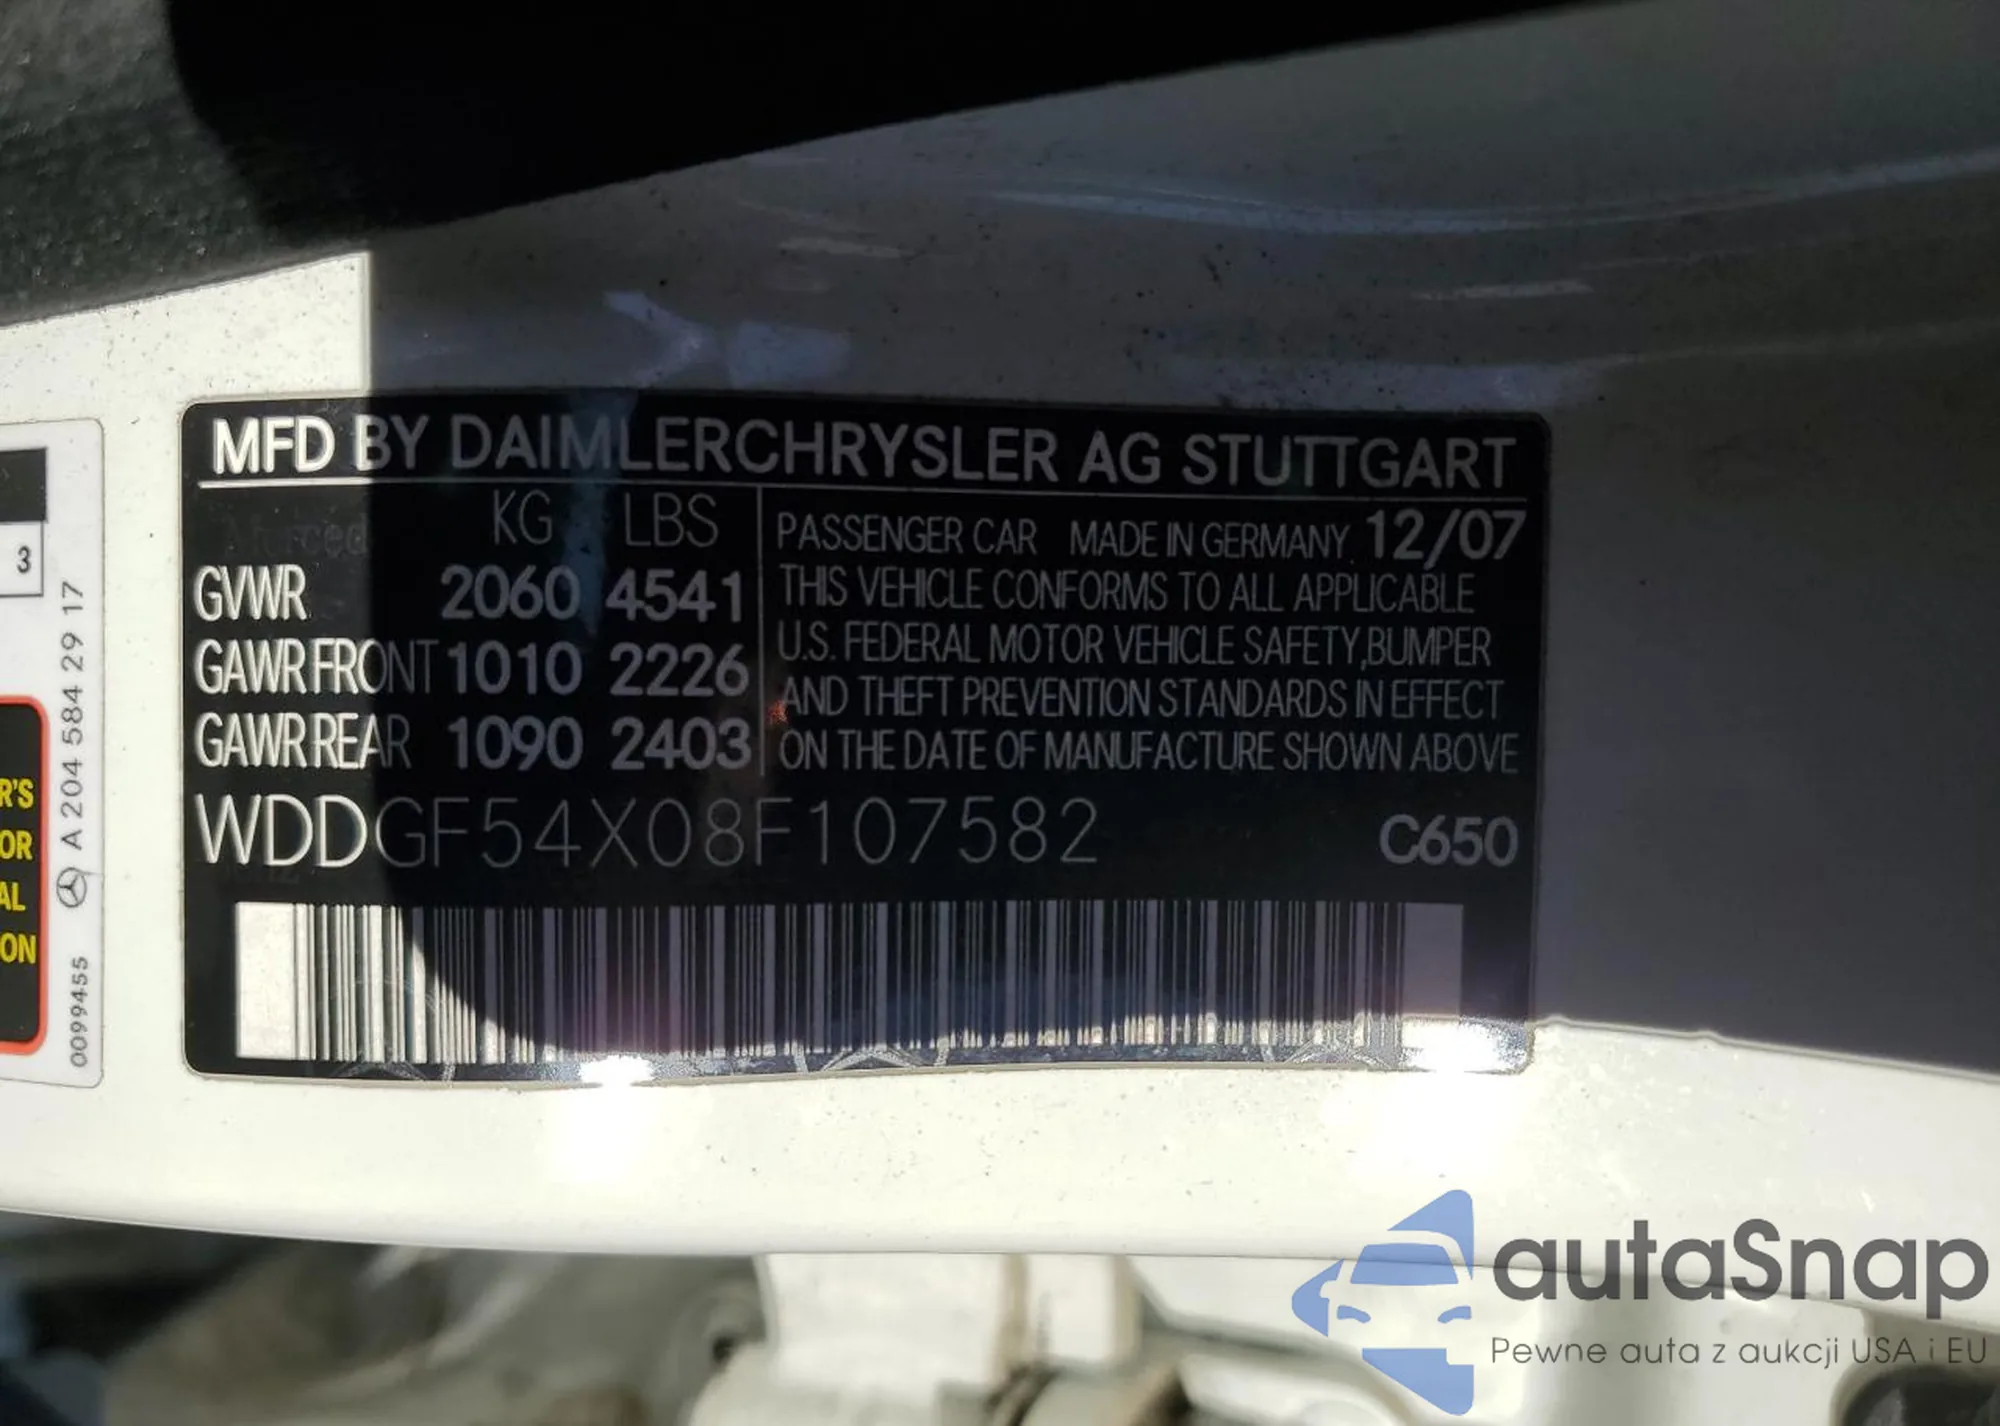 MFD BY DAIMLERCHRYSLER AG STUTTGART
KG LBS
GVWR 2060 4541
GAWR FRONT 1010 2226
GAWR REAR 1090 2403
PASSENGER CAR MADE IN GERMANY 12/07
THIS VEHICLE CONFORMS TO ALL APPLICABLE
U.S. FEDERAL MOTOR VEHICLE SAFETY, BUMPER
AND THEFT PREVENTION STANDARDS IN EFFECT
ON THE DATE OF MANUFACTURE SHOWN ABOVE
WDDGF54X08F107582 C650
3
R'S
OR
AL
ON
A 204 584 29 17
0099455
autaSnap
Pewne auta z aukcji USA i EU